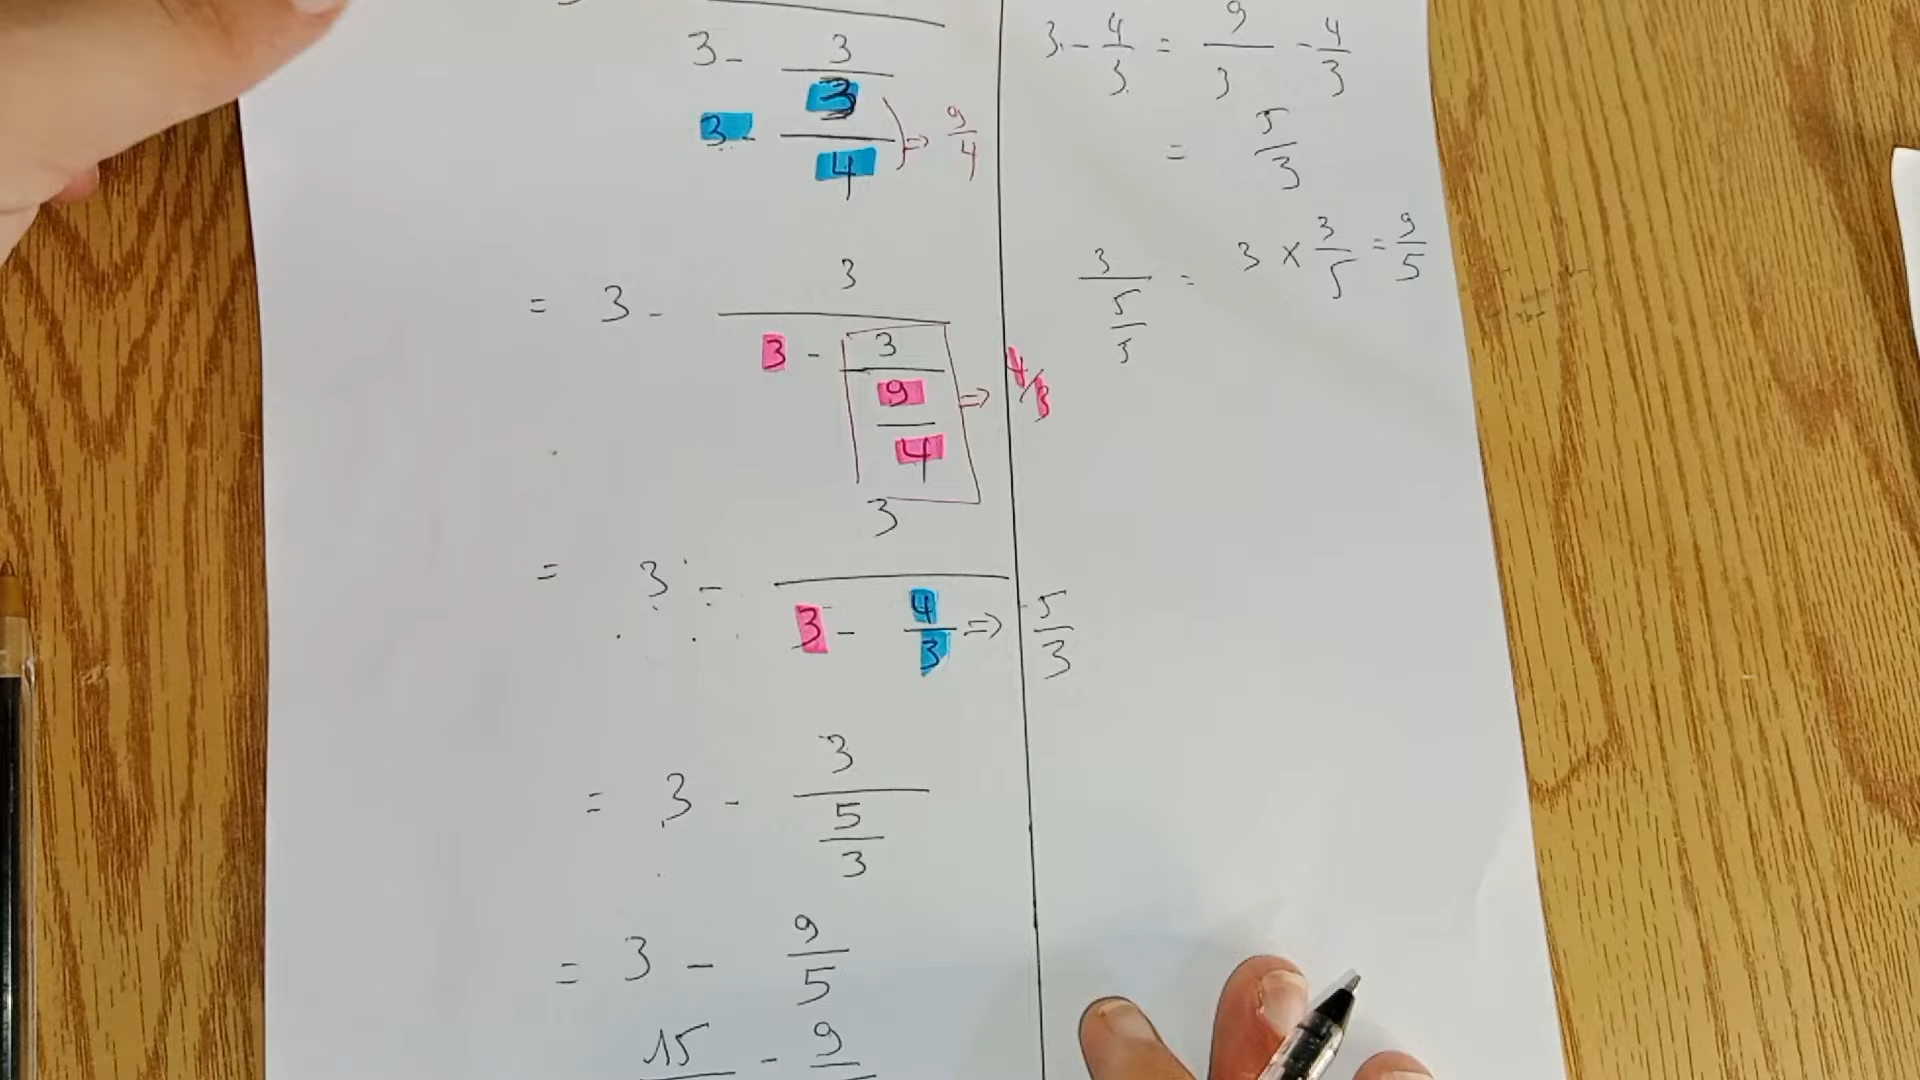 3 - 3
3
3 -
4
) => 9/4
= 3 - 3
3 - 3
9
4
=> 4/3
= 3 - 3
3 - 4/3 => 5/3
= 3 - 3
5
3
= 3 - 9/5
15 - 9
3 - 4/3 = 9/3 - 4/3
= 5/3
3
5
3
= 3 × 3/5 = 9/5